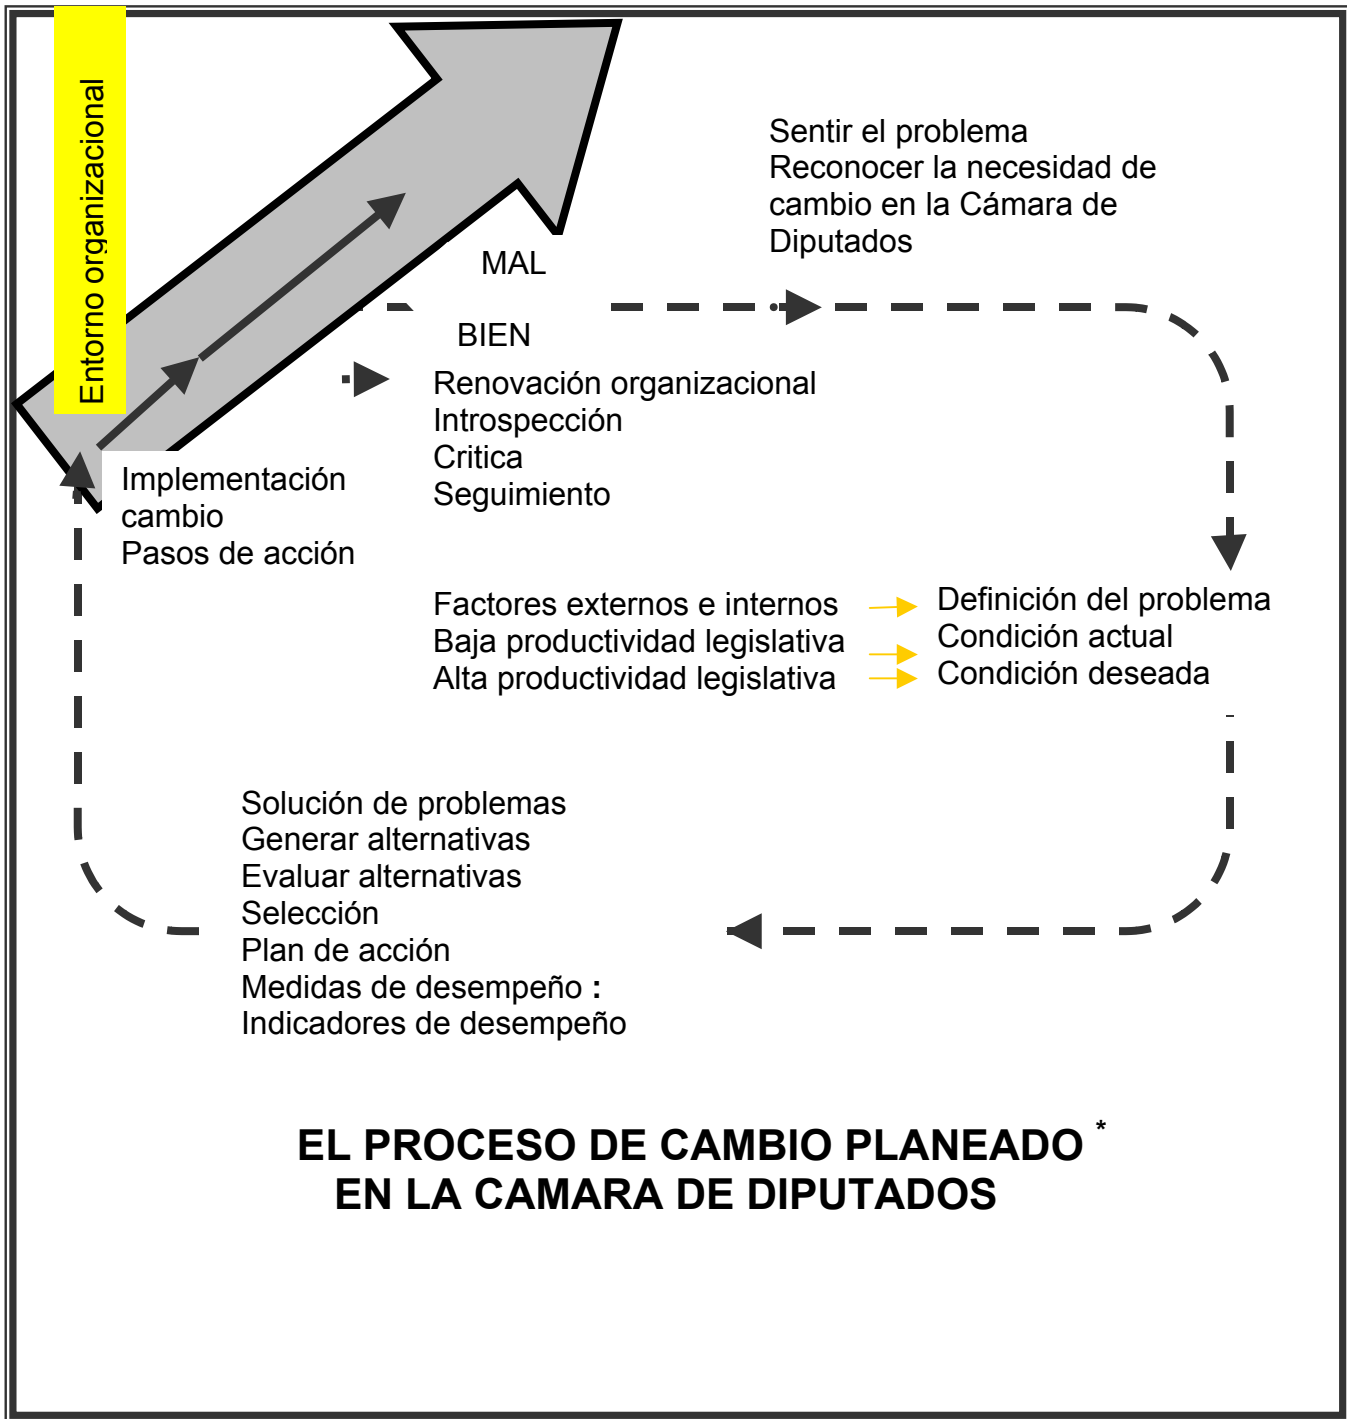 Entorno organizacional
Sentir el problema
Reconocer la necesidad de
cambio en la Cámara de
Diputados
MAL
BIEN
Renovación organizacional
Introspección
Critica
Seguimiento
Implementación
cambio
Pasos de acción
Factores externos e internos
Baja productividad legislativa
Alta productividad legislativa
Definición del problema
Condición actual
Condición deseada
Solución de problemas
Generar alternativas
Evaluar alternativas
Selección
Plan de acción
Medidas de desempeño :
Indicadores de desempeño
EL PROCESO DE CAMBIO PLANEADO *
EN LA CAMARA DE DIPUTADOS